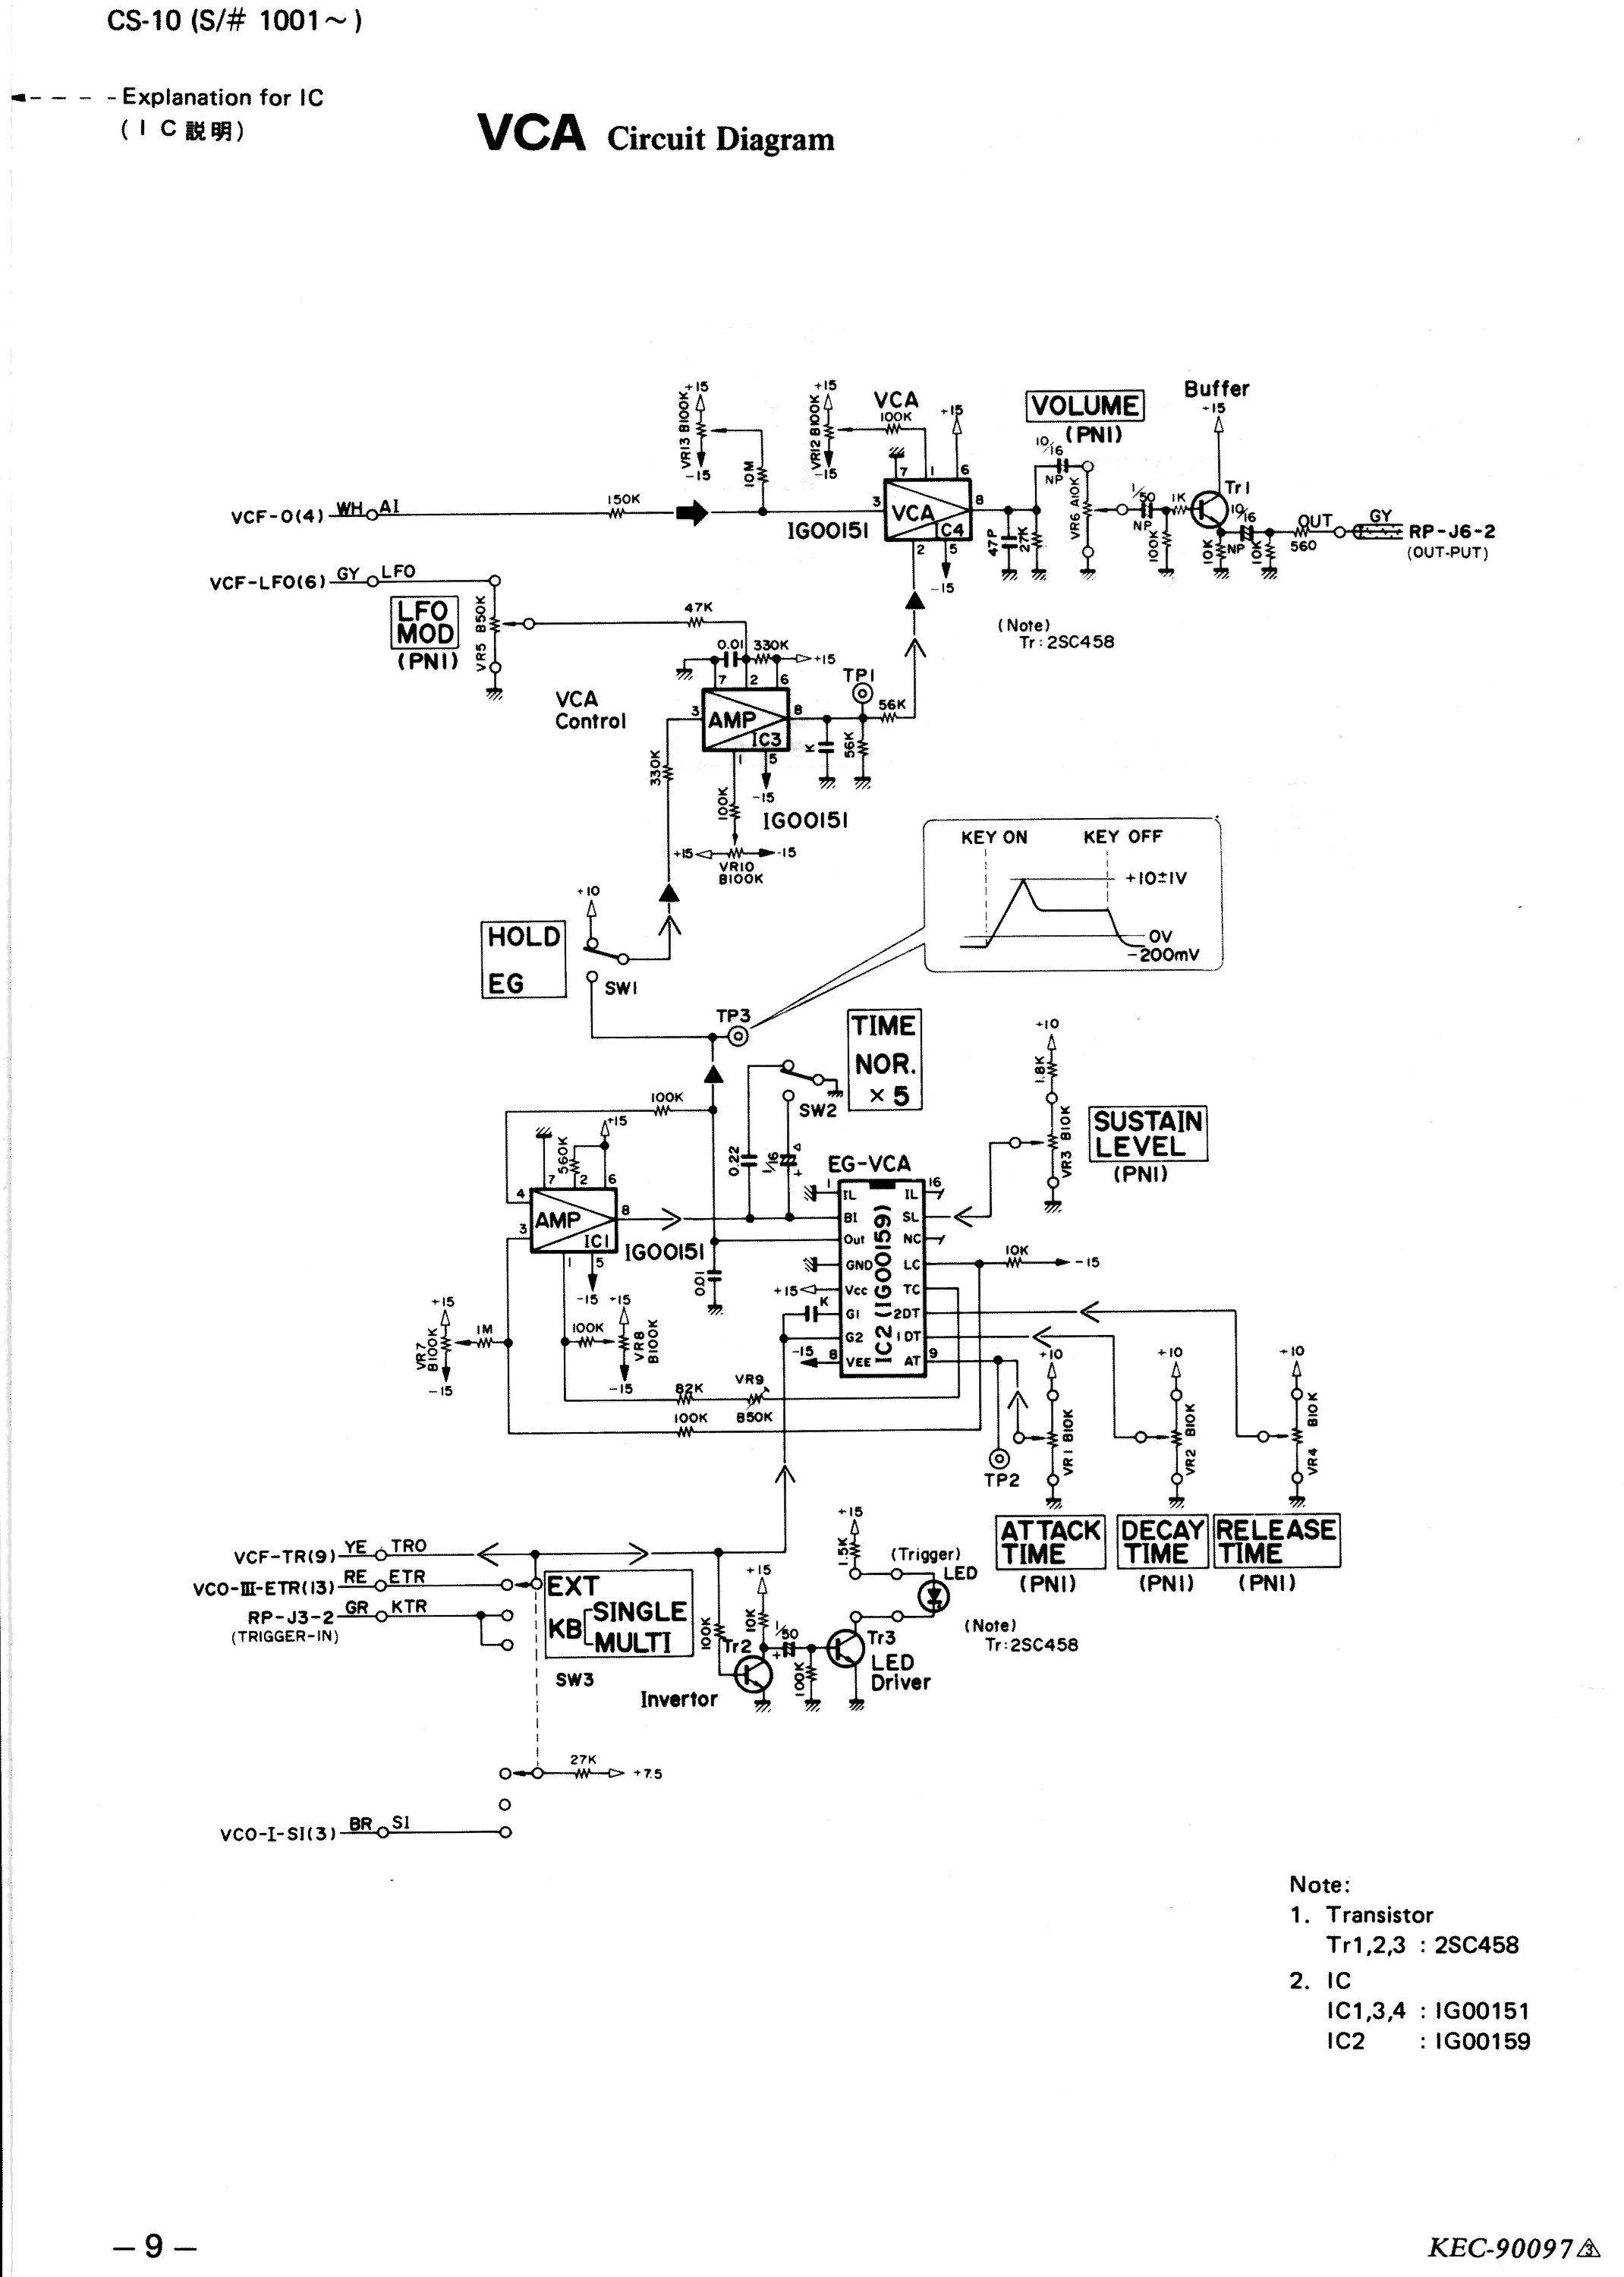 CS-10 (S/# 1001~)
Explanation for IC
(IC説明)
VCA Circuit Diagram
+15
VR13 B100K
-15
10M
+15
VR12 B100K
-15
VCA
100K
+15
7
1
6
3
VCA
8
IC4
2
5
-15
IG00151
VCF-O(4) WH AI
150K
47P
27K
10/16
NP
VOLUME
(PNI)
VR6 A10K
1/50
NP
100K
1K
Buffer
+15
Tr1
10K
10/16
NP
10K
560
OUT
GY
RP-J6-2
(OUT-PUT)
VCF-LFO(6) GY LFO
LFO
MOD
(PNI)
VR5 B50K
47K
0.01
330K
+15
(Note)
Tr:2SC458
VCA
Control
7
2
6
3
AMP
8
IC3
1
5
-15
IG00151
TP1
56K
K
56K
330K
100K
+15
-15
VR10
B100K
KEY ON
KEY OFF
+10±1V
0V
-200mV
HOLD
EG
+10
SW1
TP3
TIME
NOR.
×5
SW2
+10
1.8K
VR3 B10K
SUSTAIN
LEVEL
(PNI)
100K
+15
560K
7
2
6
4
3
AMP
8
IC1
1
5
-15
IG00151
0.22
1/16
+
0.01
EG-VCA
1
16
IL
IL
BI
SL
Out
NC
GND
LC
+15
Vcc
TC
K
G1
2DT
G2
1DT
-15
8
VEE
AT
9
IC2 (IG00159)
10K
-15
+15
VR7
B100K
-15
1M
100K
+15
VR8
B100K
-15
82K
VR9
B50K
100K
TP2
+10
VR1 B10K
+10
VR2 B10K
+10
VR4 B10K
ATTACK
TIME
(PNI)
DECAY
TIME
(PNI)
RELEASE
TIME
(PNI)
VCF-TR(9) YE TRO
VCO-III-ETR(13) RE ETR
RP-J3-2 GR KTR
(TRIGGER-IN)
EXT
KB SINGLE
MULTI
SW3
100K
+15
10K
Tr2
Invertor
1/50
+
100K
+15
1.5K
(Trigger)
LED
Tr3
LED
Driver
(Note)
Tr:2SC458
27K
+7.5
VCO-I-SI(3) BR SI
Note:
1. Transistor
Tr1,2,3 : 2SC458
2. IC
IC1,3,4 : IG00151
IC2 : IG00159
— 9 —
KEC-90097 3